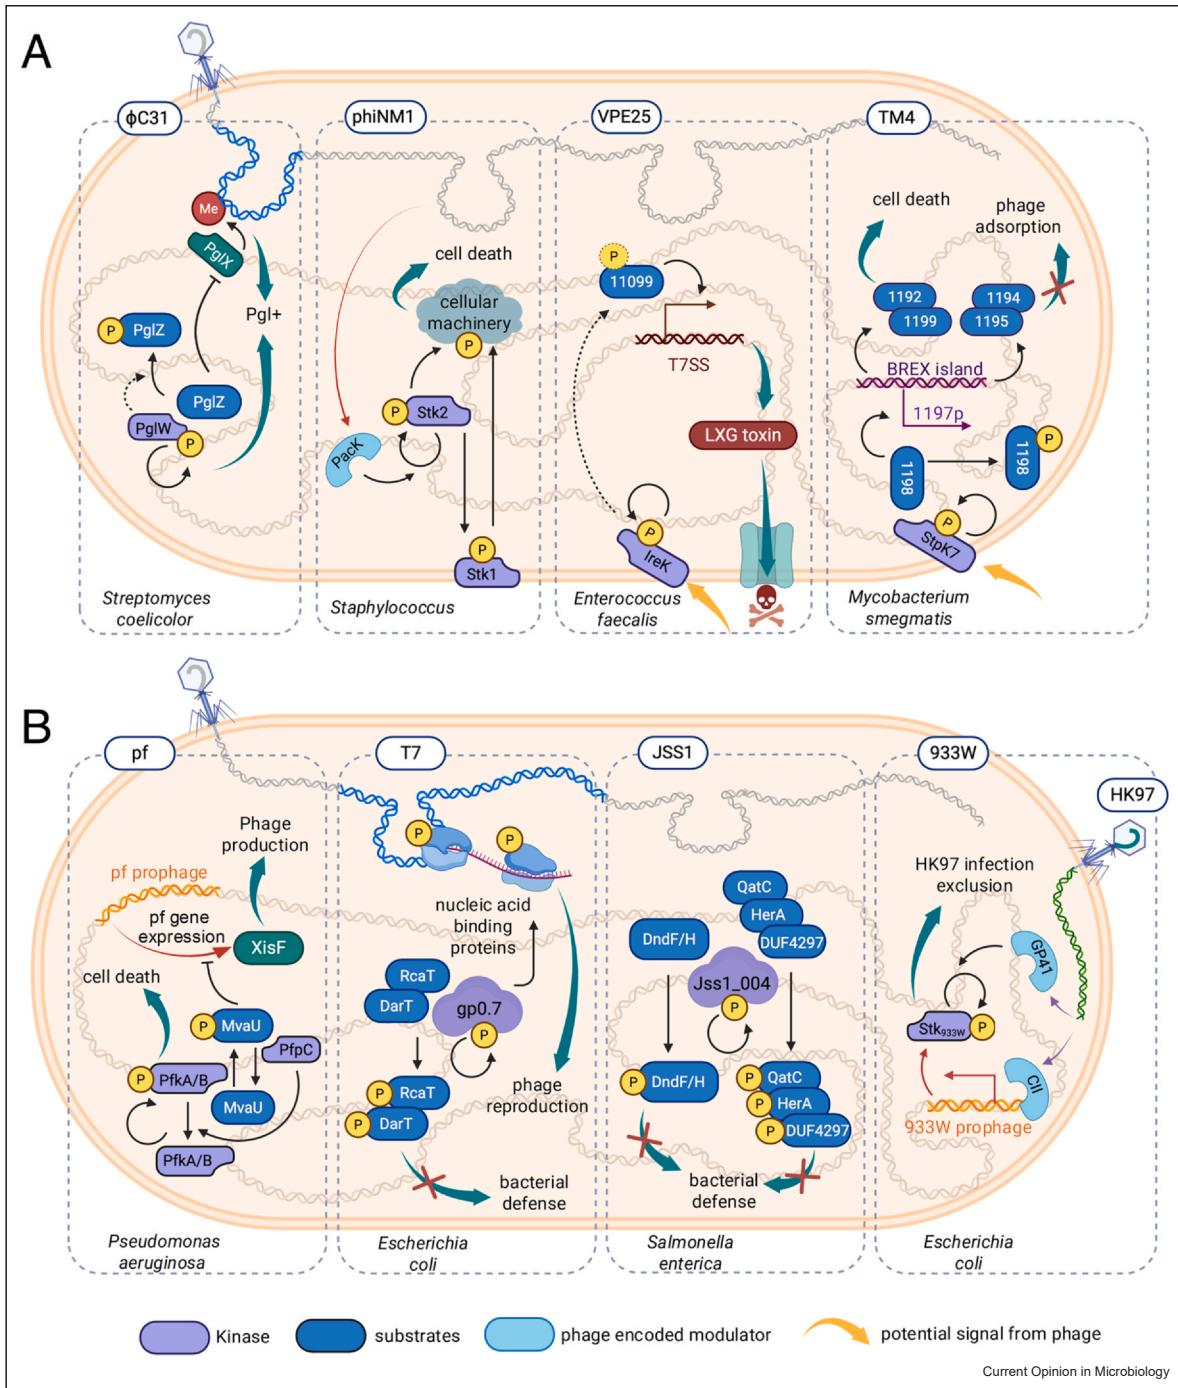 A
ϕC31
phiNM1
VPE25
TM4
Me
PglX
Pgl+
P
PglZ
PglZ
PglW
P
Streptomyces
coelicolor
cell death
cellular
machinery
P
P
Stk2
PacK
P
Stk1
Staphylococcus
P
11099
T7SS
LXG toxin
P
IreK
Enterococcus
faecalis
cell death
phage
adsorption
1192
1199
1194
1195
BREX island
1197p
1198
P
1198
P
StpK7
Mycobacterium
smegmatis
B
pf
T7
JSS1
933W
HK97
Phage
production
pf prophage
pf gene
expression
XisF
cell death
P
MvaU
PfpC
P
PfkA/B
MvaU
PfkA/B
Pseudomonas
aeruginosa
P
P
nucleic acid
binding
proteins
RcaT
DarT
gp0.7
P
P
RcaT
P
DarT
phage
reproduction
bacterial
defense
Escherichia
coli
QatC
HerA
DUF4297
DndF/H
Jss1_004
P
P
DndF/H
P
QatC
P
HerA
P
DUF4297
bacterial
defense
Salmonella
enterica
HK97 infection
exclusion
GP41
Stk933W
P
CII
933W prophage
Escherichia
coli
Kinase
substrates
phage encoded modulator
potential signal from phage
Current Opinion in Microbiology